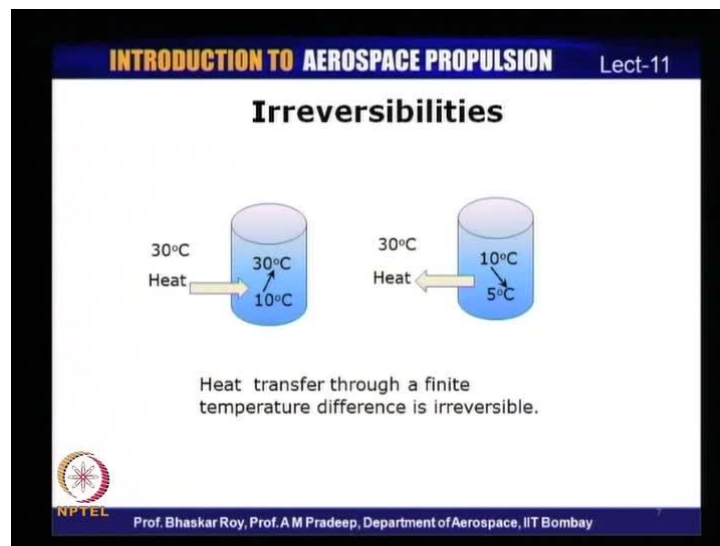 INTRODUCTION TO AEROSPACE PROPULSION Lect-11
Irreversibilities
30°C
Heat
30°C
10°C
30°C
Heat
10°C
5°C
Heat transfer through a finite
temperature difference is irreversible.
NPTEL
Prof. Bhaskar Roy, Prof. A M Pradeep, Department of Aerospace, IIT Bombay
7